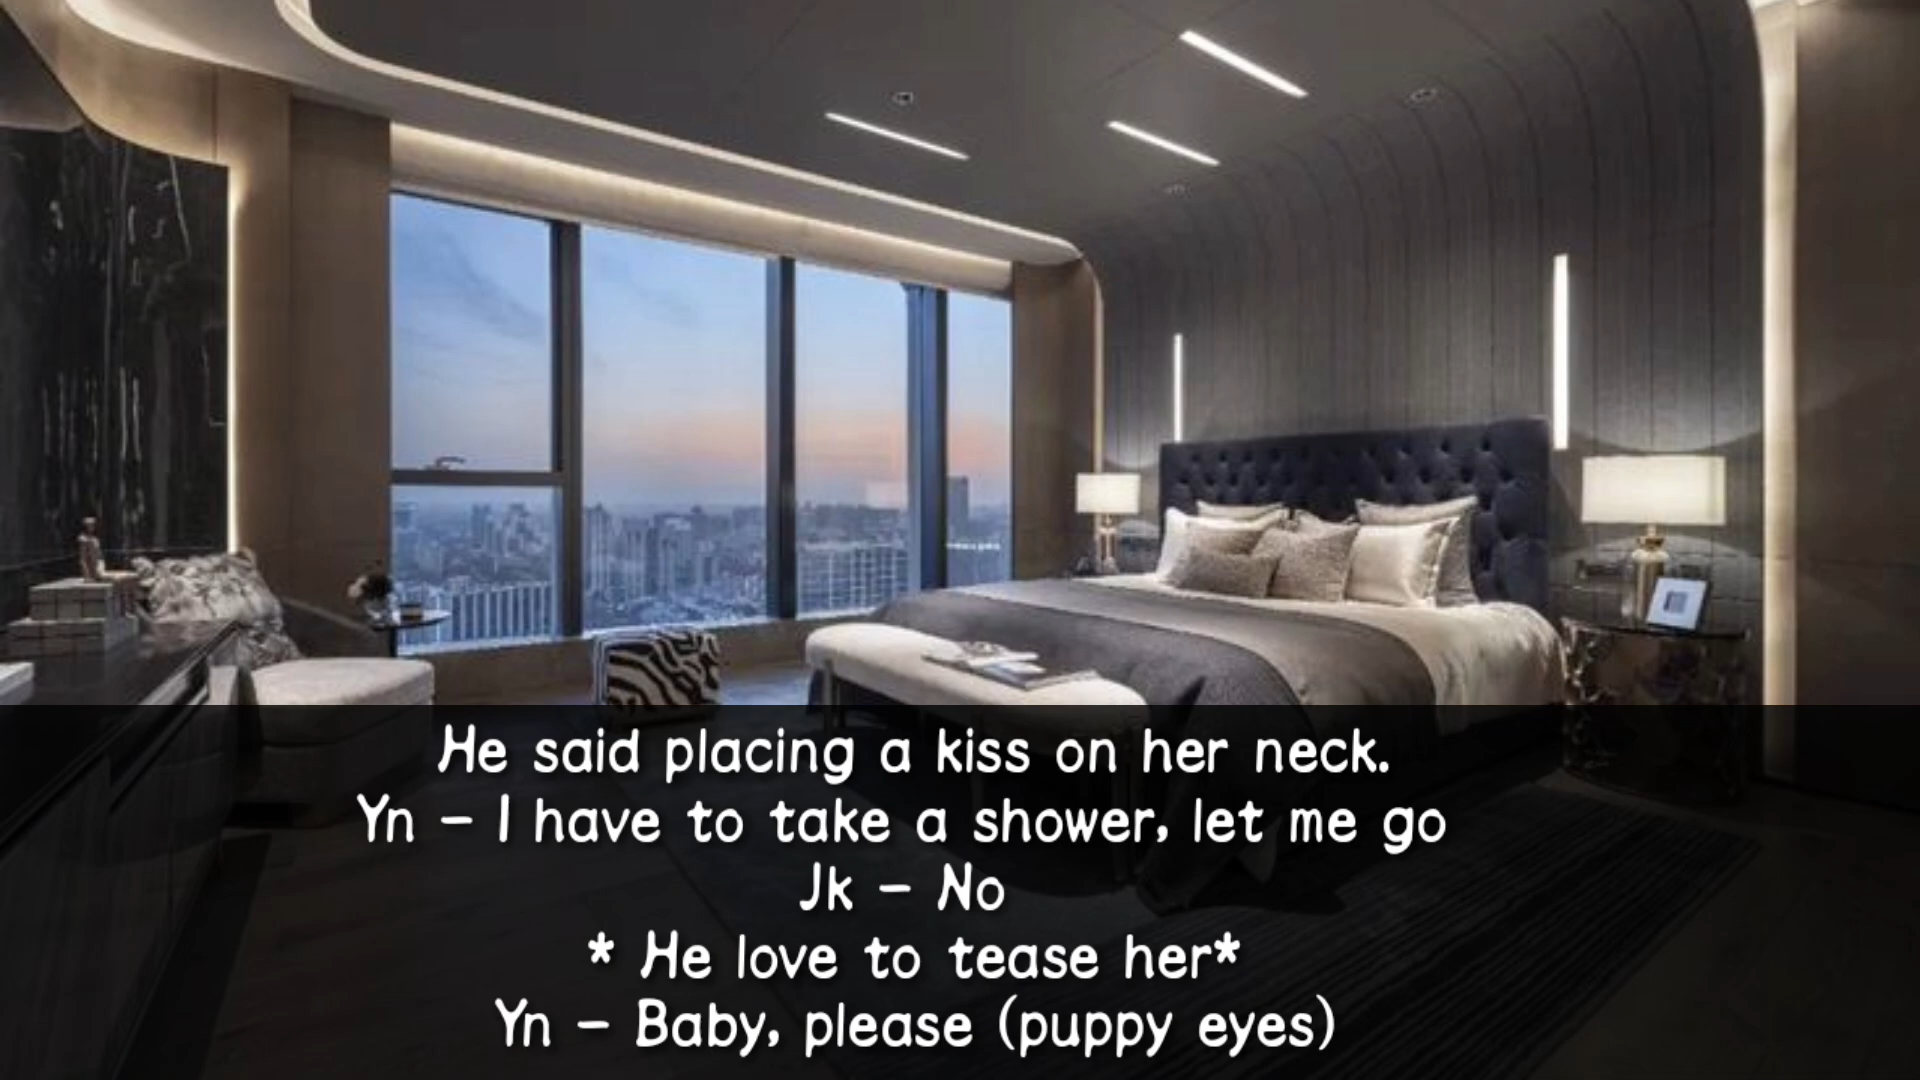 He said placing a kiss on her neck.
Yn - I have to take a shower, let me go
Jk - No
* He love to tease her*
Yn - Baby, please (puppy eyes)